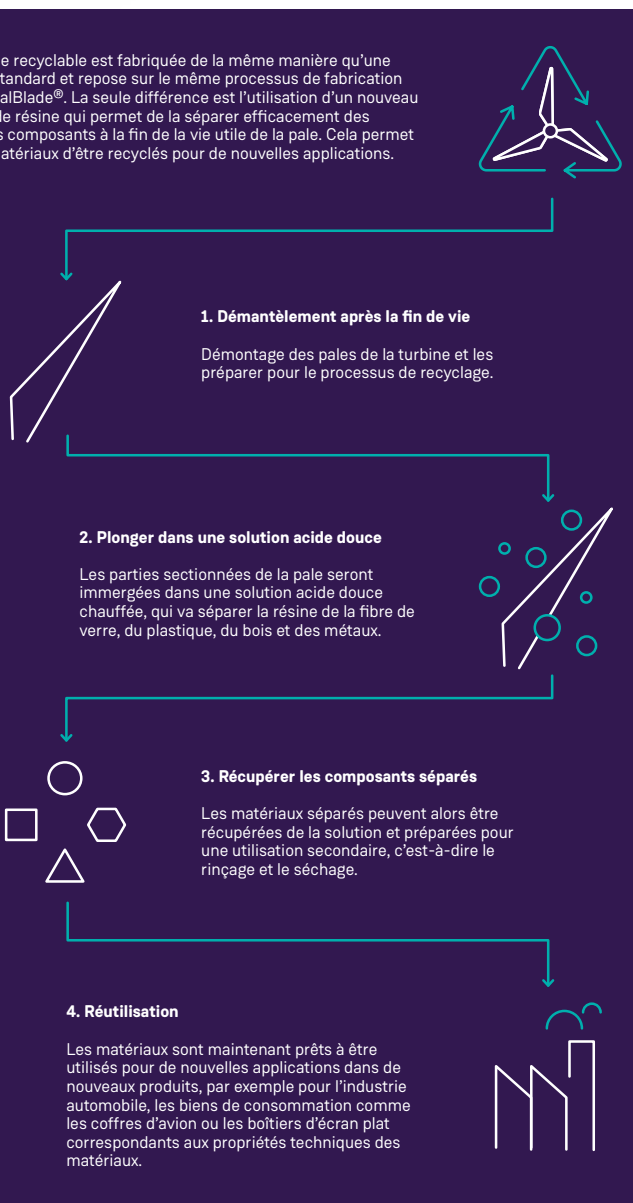 e recyclable est fabriquée de la même manière qu'une
tandard et repose sur le même processus de fabrication
alBlade®. La seule différence est l'utilisation d'un nouveau
e résine qui permet de la séparer efficacement des
s composants à la fin de la vie utile de la pale. Cela permet
atériaux d'être recyclés pour de nouvelles applications.
1. Démantèlement après la fin de vie
Démontage des pales de la turbine et les
préparer pour le processus de recyclage.
2. Plonger dans une solution acide douce
Les parties sectionnées de la pale seront
immergées dans une solution acide douce
chauffée, qui va séparer la résine de la fibre de
verre, du plastique, du bois et des métaux.
3. Récupérer les composants séparés
Les matériaux séparés peuvent alors être
récupérées de la solution et préparées pour
une utilisation secondaire, c'est-à-dire le
rinçage et le séchage.
4. Réutilisation
Les matériaux sont maintenant prêts à être
utilisés pour de nouvelles applications dans de
nouveaux produits, par exemple pour l'industrie
automobile, les biens de consommation comme
les coffres d'avion ou les boîtiers d'écran plat
correspondants aux propriétés techniques des
matériaux.